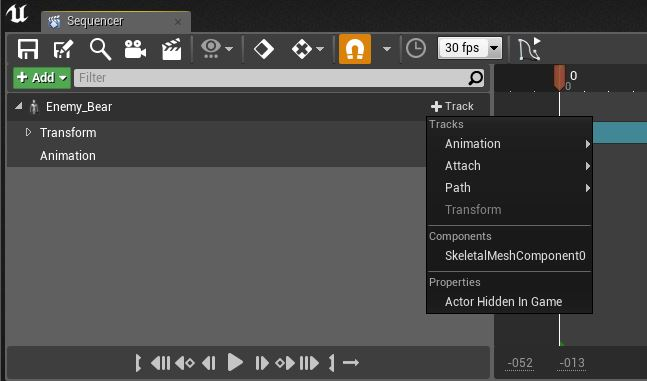 Sequencer
30 fps
Add
Filter
0
0
Enemy_Bear
Track
Transform
Animation
Tracks
Animation
Attach
Path
Transform
Components
SkeletalMeshComponent0
Properties
Actor Hidden In Game
-052
-013